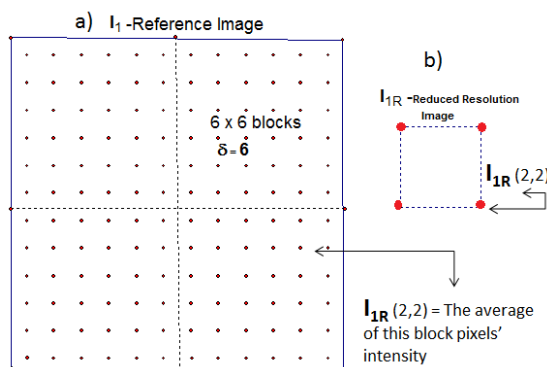 a) I1 -Reference Image
6 x 6 blocks
δ= 6
b)
I1R -Reduced Resolution
Image
I1R (2,2)
I1R (2,2) = The average
of this block pixels'
intensity